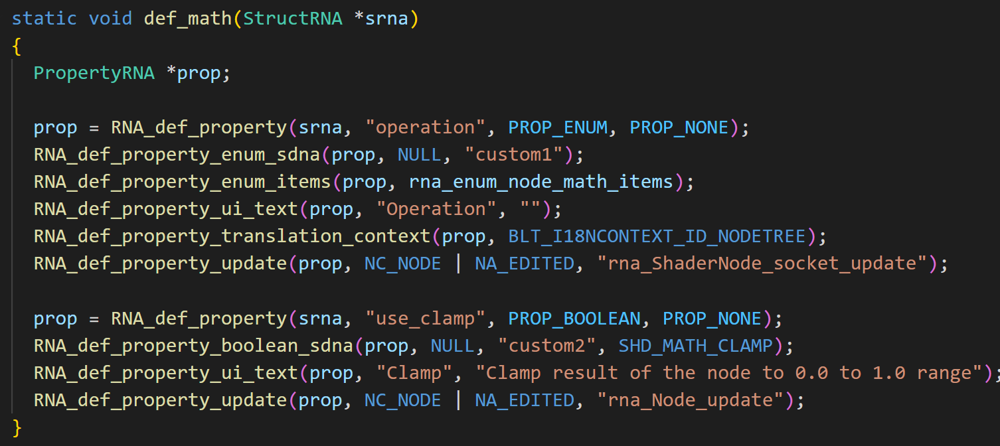 static void def_math(StructRNA *srna)
{
PropertyRNA *prop;
prop = RNA_def_property(srna, "operation", PROP_ENUM, PROP_NONE);
RNA_def_property_enum_sdna(prop, NULL, "custom1");
RNA_def_property_enum_items(prop, rna_enum_node_math_items);
RNA_def_property_ui_text(prop, "Operation", "");
RNA_def_property_translation_context(prop, BLT_I18NCONTEXT_ID_NODETREE);
RNA_def_property_update(prop, NC_NODE | NA_EDITED, "rna_ShaderNode_socket_update");
prop = RNA_def_property(srna, "use_clamp", PROP_BOOLEAN, PROP_NONE);
RNA_def_property_boolean_sdna(prop, NULL, "custom2", SHD_MATH_CLAMP);
RNA_def_property_ui_text(prop, "Clamp", "Clamp result of the node to 0.0 to 1.0 range");
RNA_def_property_update(prop, NC_NODE | NA_EDITED, "rna_Node_update");
}